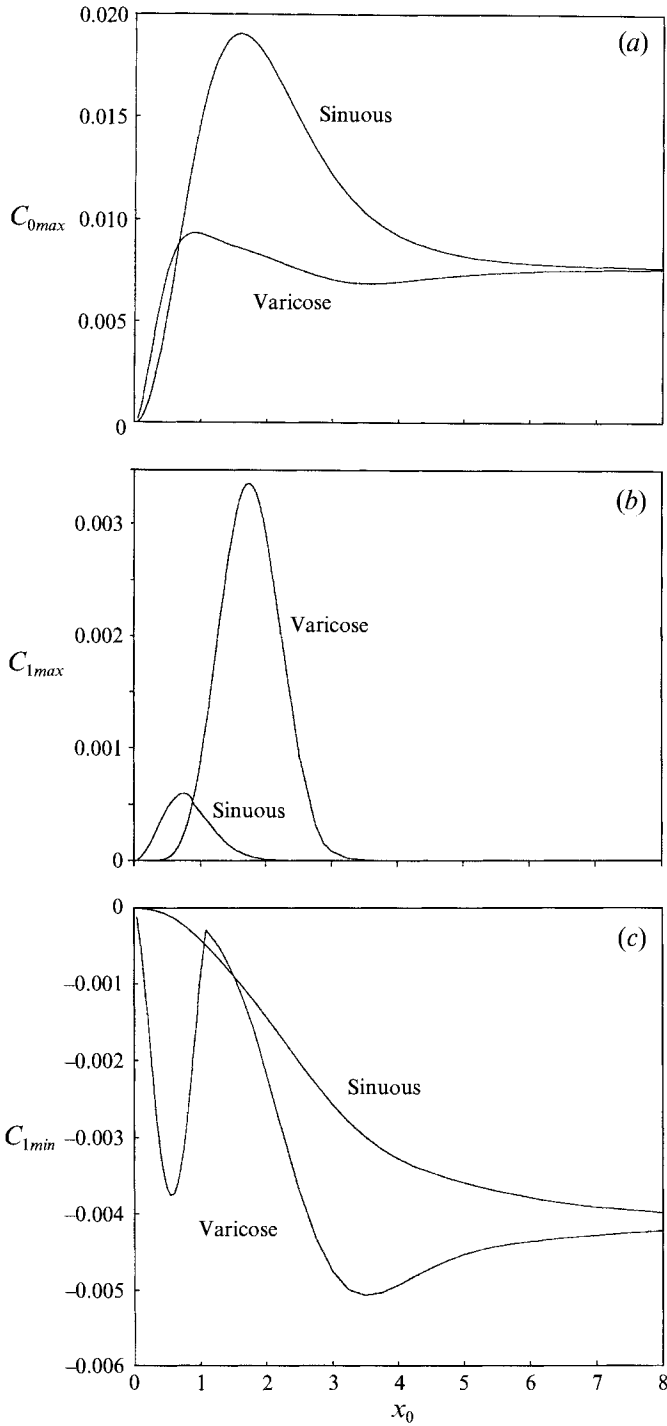 0.020
(a)
Sinuous
0.015
C0max
0.010
Varicose
0.005
0
0.003
(b)
Varicose
0.002
C1max
0.001
Sinuous
0
0
(c)
–0.001
–0.002
Sinuous
C1min
–0.003
Varicose
–0.004
–0.005
–0.006
0 1 2 3 4 5 6 7 8
x0